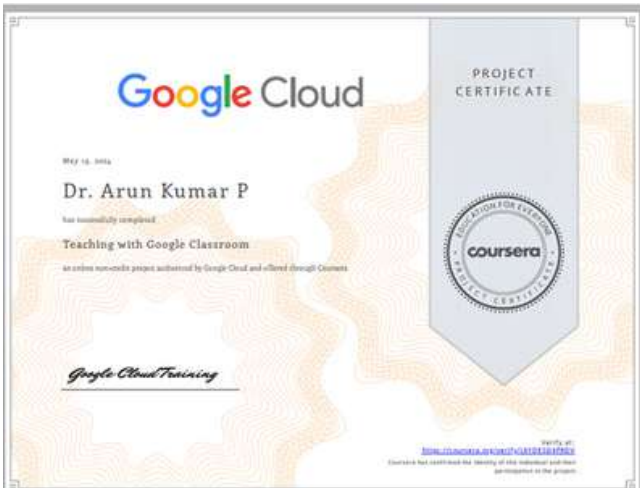 Google Cloud
PROJECT
CERTIFICATE
Dr. Arun Kumar P
has successfully completed
Teaching with Google Classroom
an online non-credit project authorized by Google Cloud and offered through Coursera
Google Cloud Training
EDUCATION FOR EVERYONE
coursera
PROJECT CERTIFICATE
Verify at:
Coursera has confirmed the identity of this individual and their
participation in the project.